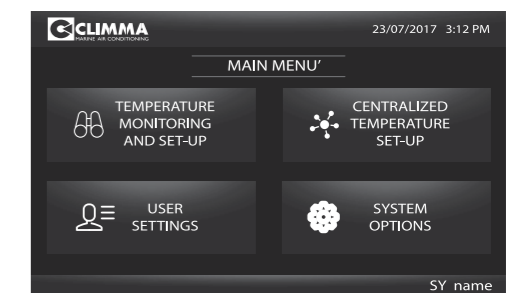 CLIMMA
MARINE AIR CONDITIONING
23/07/2017 3:12 PM
MAIN MENU’
TEMPERATURE
MONITORING
AND SET-UP
CENTRALIZED
TEMPERATURE
SET-UP
USER
SETTINGS
SYSTEM
OPTIONS
SY name